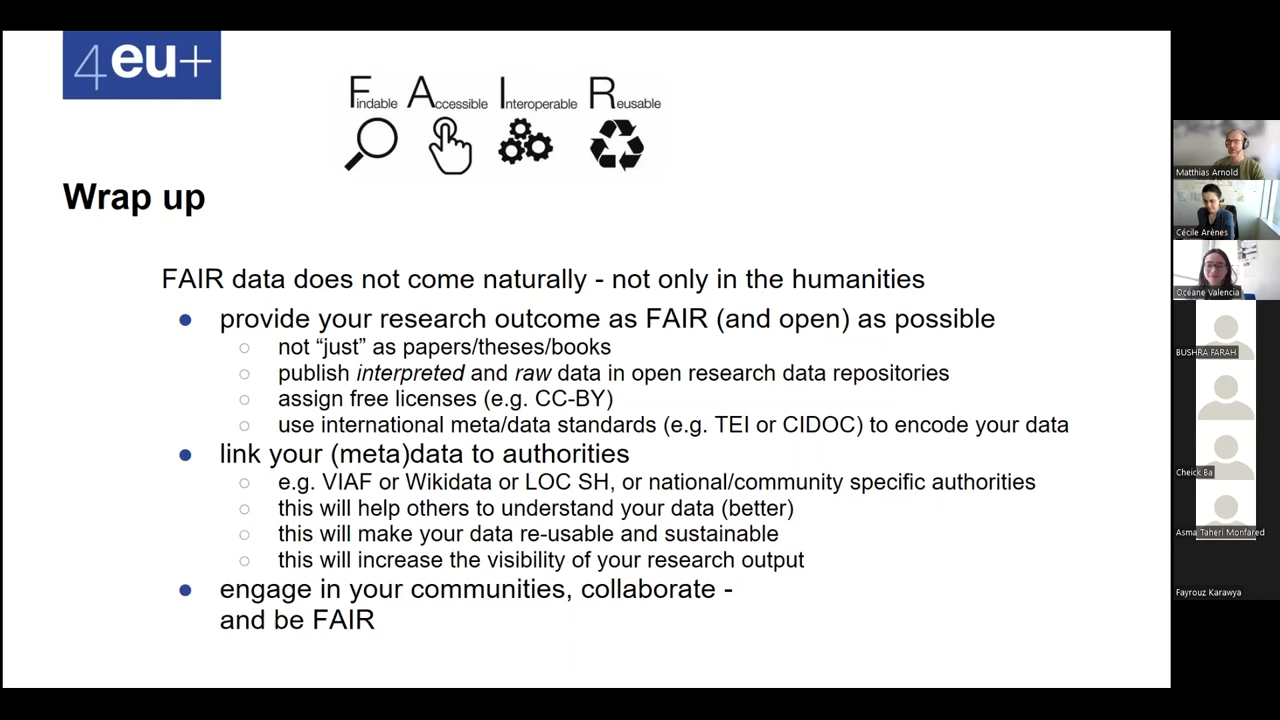 4eu+
Findable Accessible Interoperable Reusable
Wrap up
FAIR data does not come naturally - not only in the humanities
● provide your research outcome as FAIR (and open) as possible
○ not “just” as papers/theses/books
○ publish interpreted and raw data in open research data repositories
○ assign free licenses (e.g. CC-BY)
○ use international meta/data standards (e.g. TEI or CIDOC) to encode your data
● link your (meta)data to authorities
○ e.g. VIAF or Wikidata or LOC SH, or national/community specific authorities
○ this will help others to understand your data (better)
○ this will make your data re-usable and sustainable
○ this will increase the visibility of your research output
● engage in your communities, collaborate -
and be FAIR
Matthias Arnold
Cécile Arènes
Océane Valencia
BUSHRA FARAH
Cheick Ba
Asma Taheri Monfared
Fayrouz Karawya